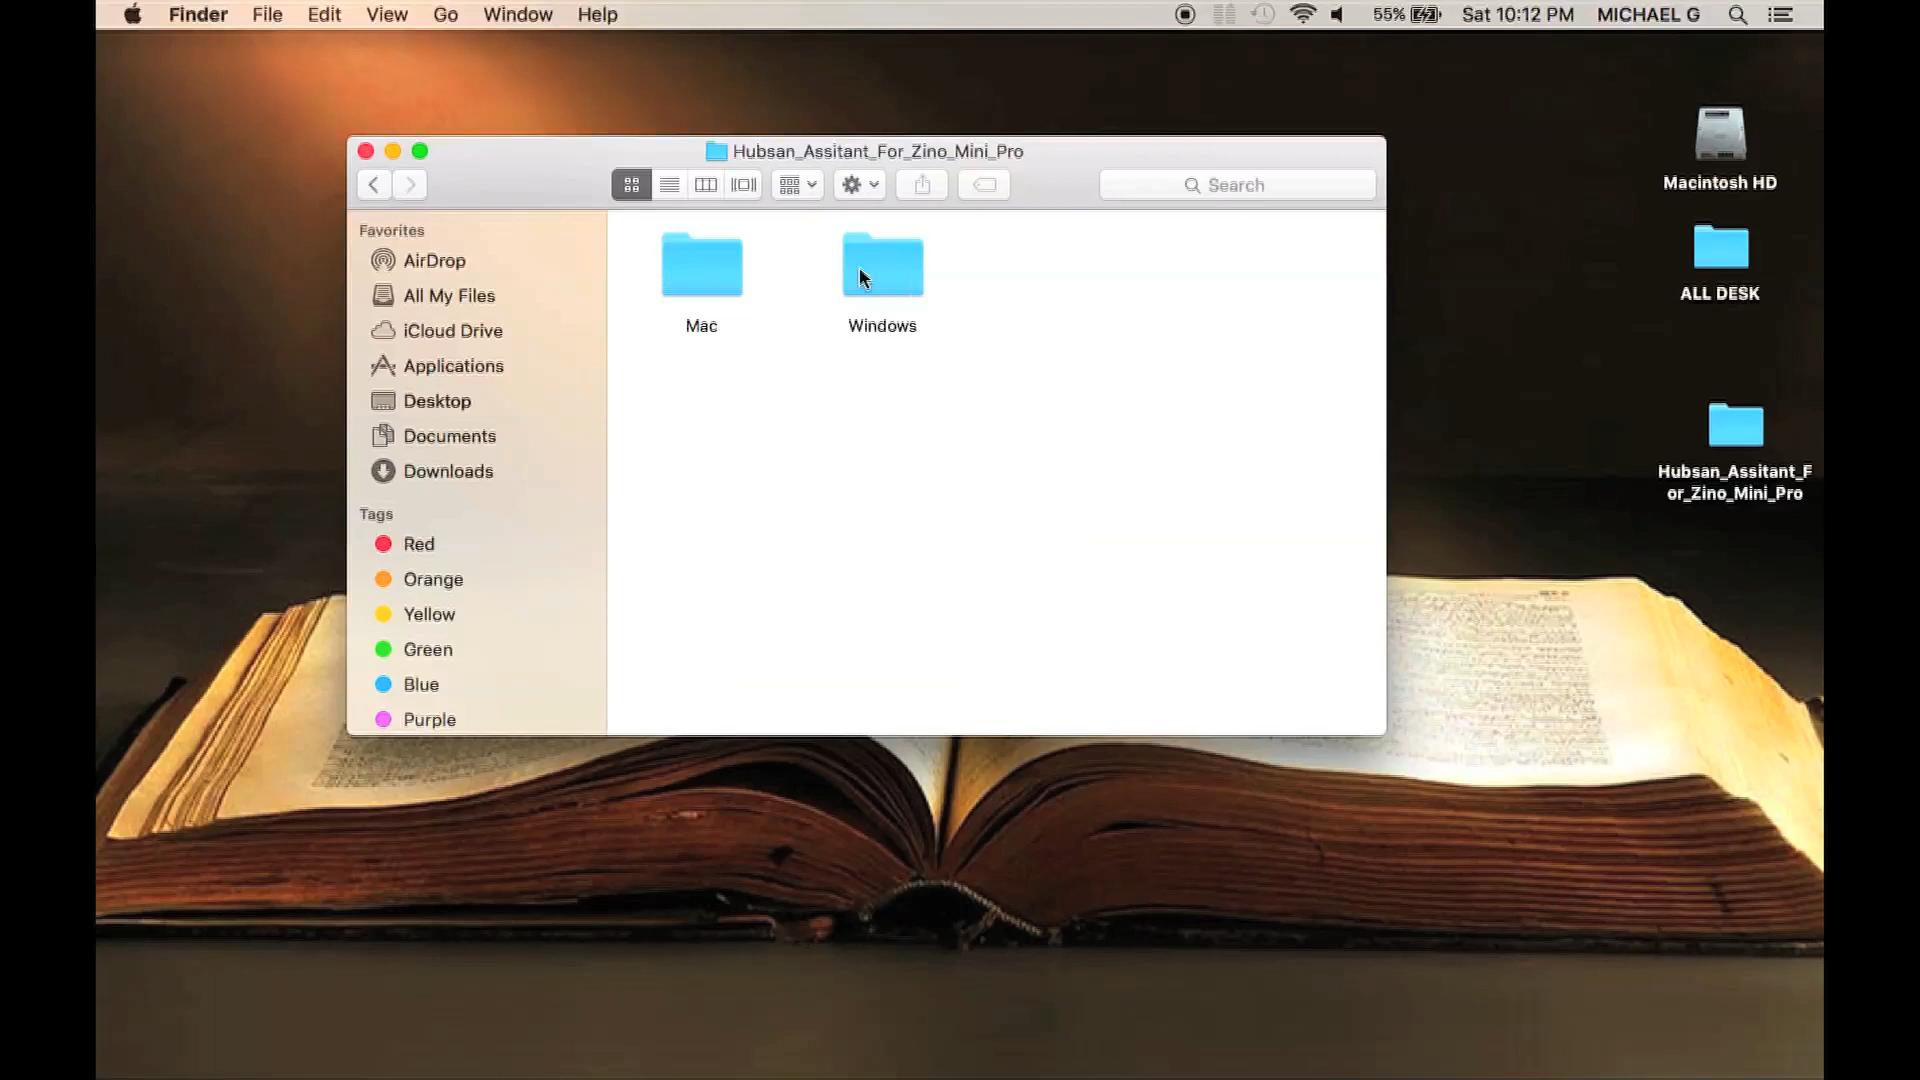 Finder File Edit View Go Window Help 55% Sat 10:12 PM MICHAEL G
Hubsan_Assitant_For_Zino_Mini_Pro
Search
Favorites
AirDrop
All My Files
iCloud Drive
Applications
Desktop
Documents
Downloads
Tags
Red
Orange
Yellow
Green
Blue
Purple
Mac
Windows
Macintosh HD
ALL DESK
Hubsan_Assitant_F
or_Zino_Mini_Pro